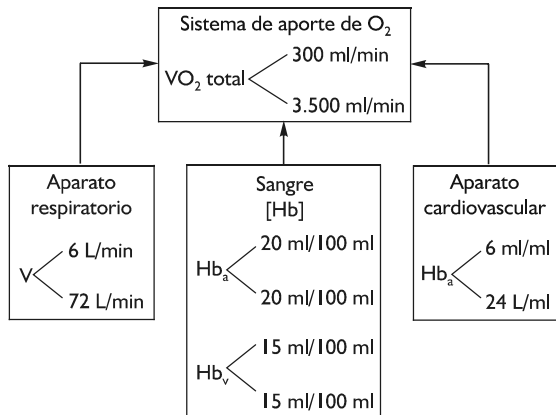 Sistema de aporte de O₂
300 ml/min
VO₂ total
3.500 ml/min
Aparato
respiratorio
6 L/min
V
72 L/min
Sangre
[Hb]
20 ml/100 ml
Hbₐ
20 ml/100 ml
15 ml/100 ml
Hbᵥ
15 ml/100 ml
Aparato
cardiovascular
6 ml/ml
Hbₐ
24 L/ml